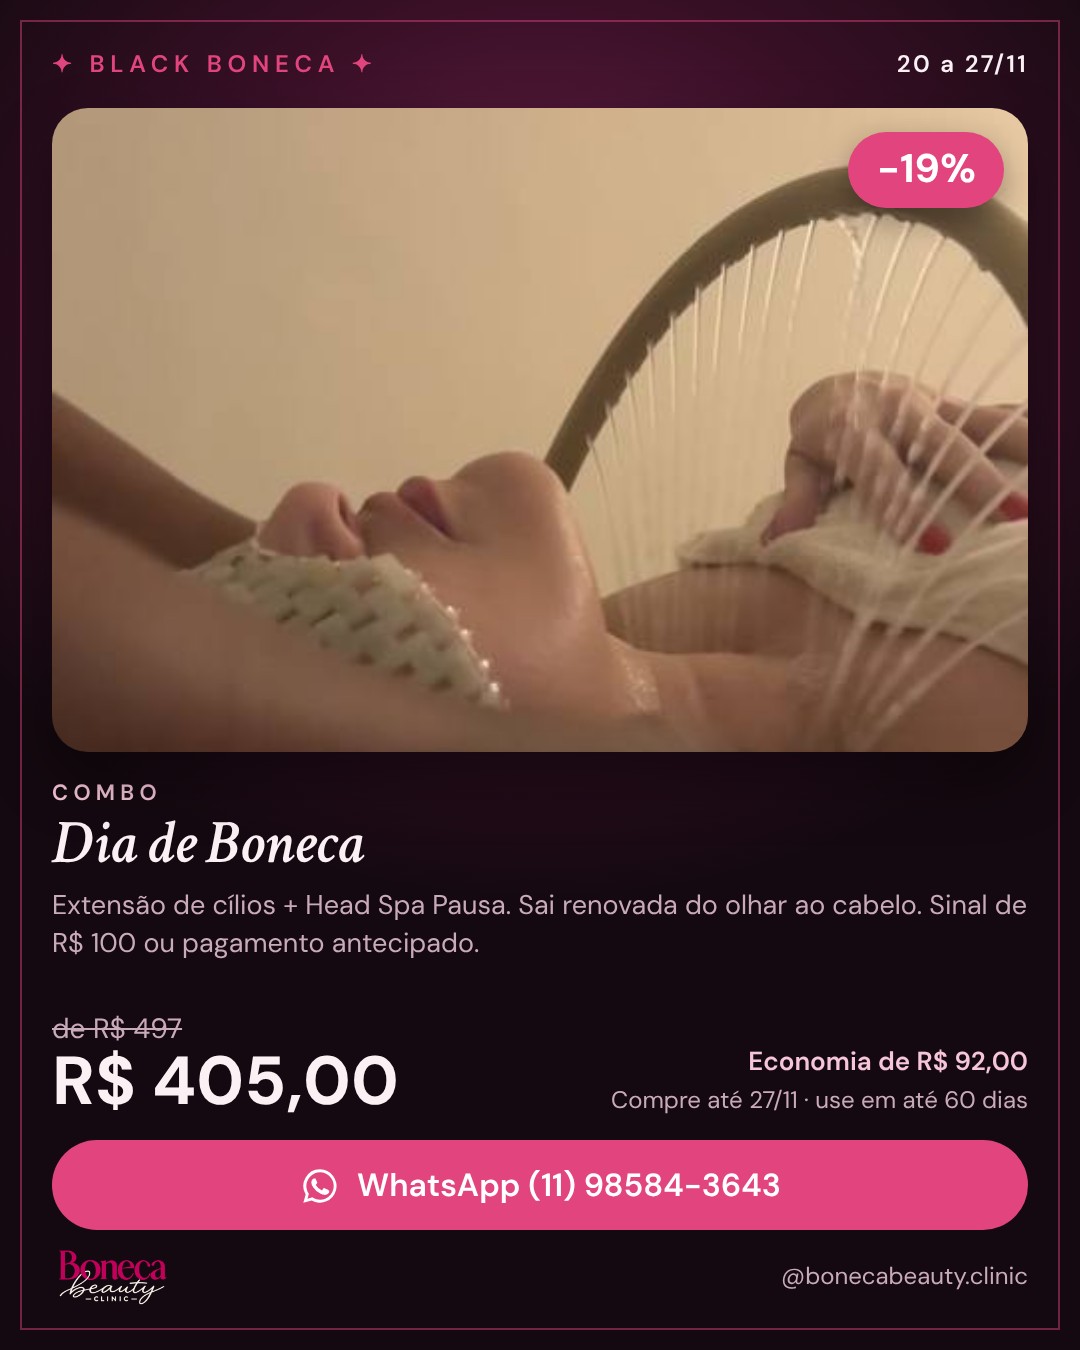 ✦ BLACK BONECA ✦
20 a 27/11
-19%
COMBO
Dia de Boneca
Extensão de cílios + Head Spa Pausa. Sai renovada do olhar ao cabelo. Sinal de
R$ 100 ou pagamento antecipado.
de R$ 497
R$ 405,00
Economia de R$ 92,00
Compre até 27/11 · use em até 60 dias
WhatsApp (11) 98584-3643
Boneca
beauty
CLINIC
@bonecabeauty.clinic